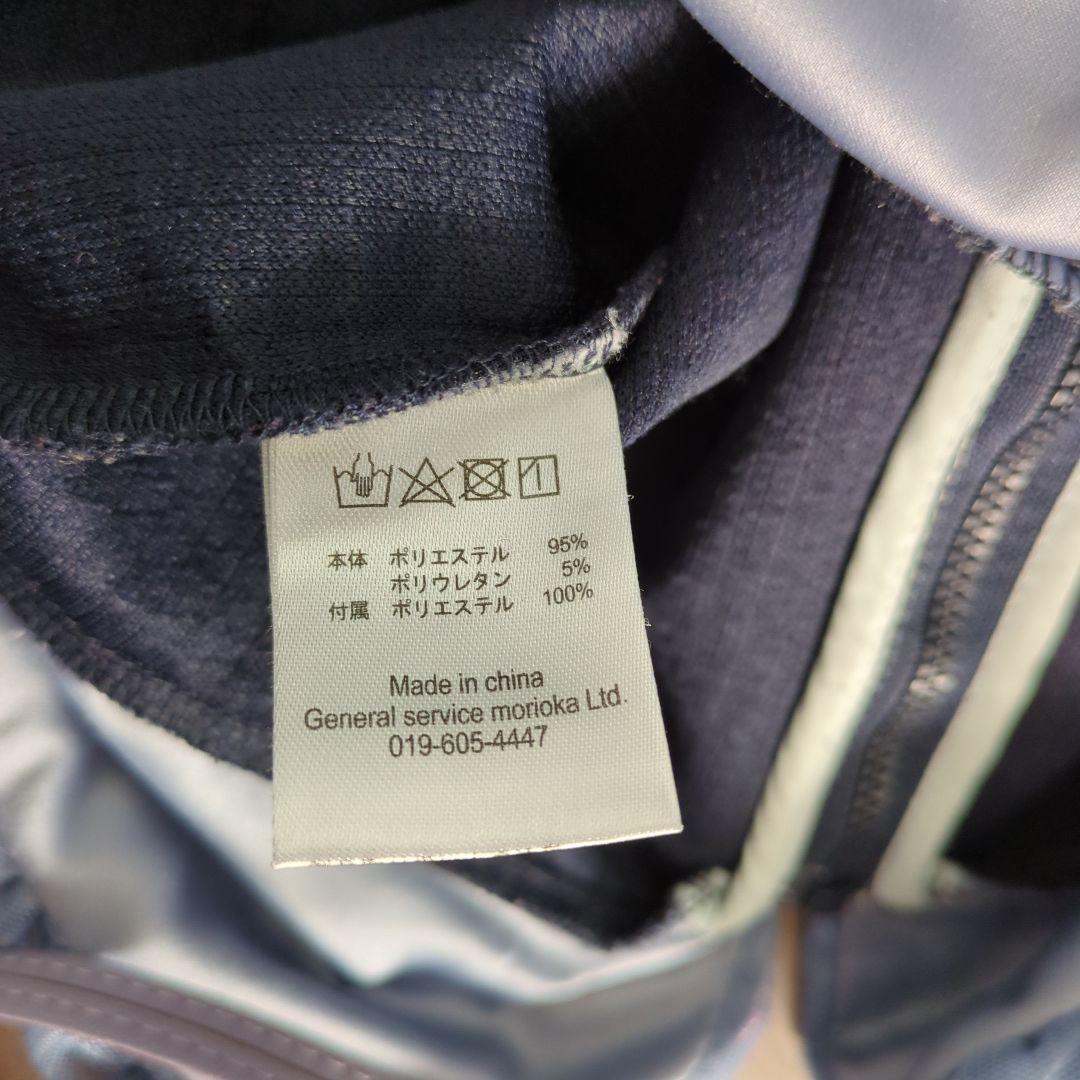 本体 ポリエステル 95%
ポリウレタン 5%
付属 ポリエステル 100%
Made in china
General service morioka Ltd.
019-605-4447